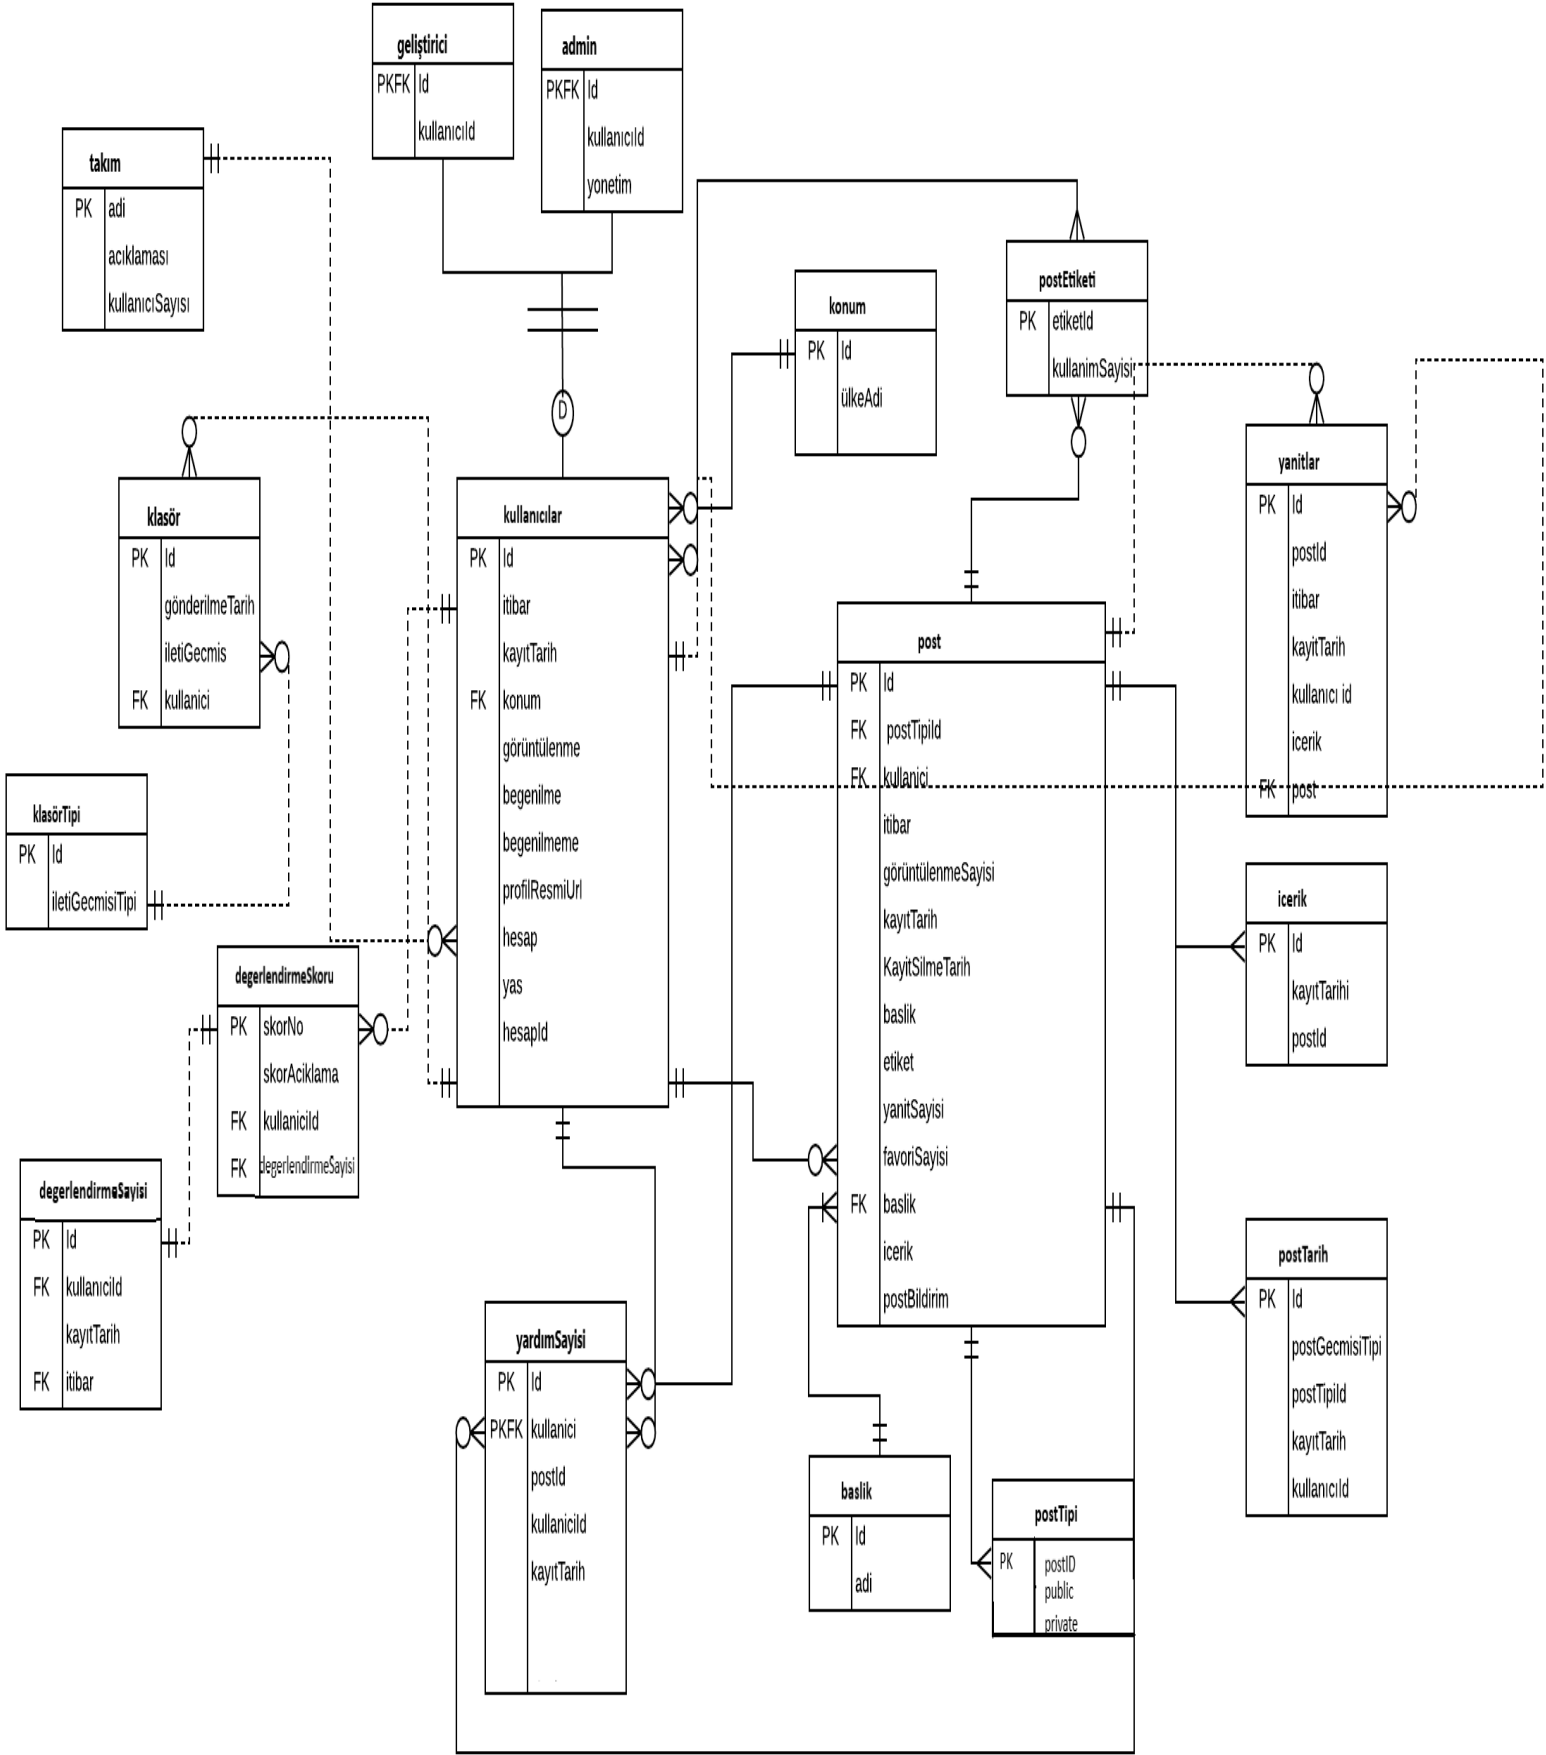 geliştirici
PKFK Id
kullanıcıId
admin
PKFK Id
kullanıcıId
yonetim
takım
PK adi
acıklaması
kullanıcıSayısı
konum
PK Id
ülkeAdi
postEtiketi
PK etiketId
kullanimSayisi
D
yanitlar
PK Id
postId
itibar
kayitTarih
kullanıcı id
icerik
FK post
klasör
PK Id
gönderilmeTarih
iletiGecmis
FK kullanici
kullanıcılar
PK Id
itibar
kayıtTarih
FK konum
görüntülenme
begenilme
begenilmeme
profilResmiUrl
hesap
yas
hesapId
post
PK Id
FK postTipiId
FK kullanici
itibar
görüntülenmeSayisi
kayıtTarih
KayitSilmeTarih
baslik
etiket
yanitSayisi
favoriSayisi
FK baslik
icerik
postBildirim
klasörTipi
PK Id
iletiGecmisiTipi
icerik
PK Id
kayıtTarihi
postId
degerlendirmeSkoru
PK skorNo
skorAciklama
FK kullaniciId
FK degerlendirmeSayisi
degerlendirmeSayisi
PK Id
FK kullanıciId
kayıtTarih
FK itibar
postTarih
PK Id
postGecmisiTipi
postTipiId
kayıtTarih
kullanıcıId
yardımSayisi
PK Id
PKFK kullanici
postId
kullaniciId
kayıtTarih
baslik
PK Id
adi
postTipi
PK postID
public
private